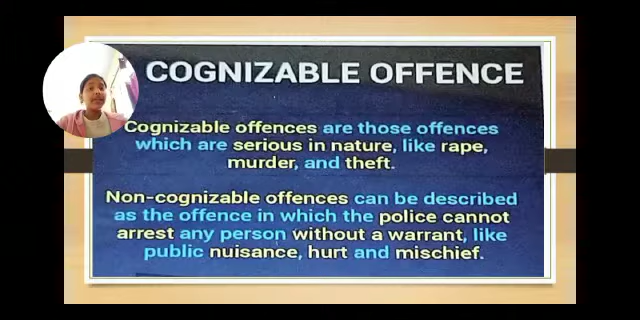 COGNIZABLE OFFENCE
Cognizable offences are those offences
which are serious in nature, like rape,
murder, and theft.
Non-cognizable offences can be described
as the offence in which the police cannot
arrest any person without a warrant, like
public nuisance, hurt and mischief.